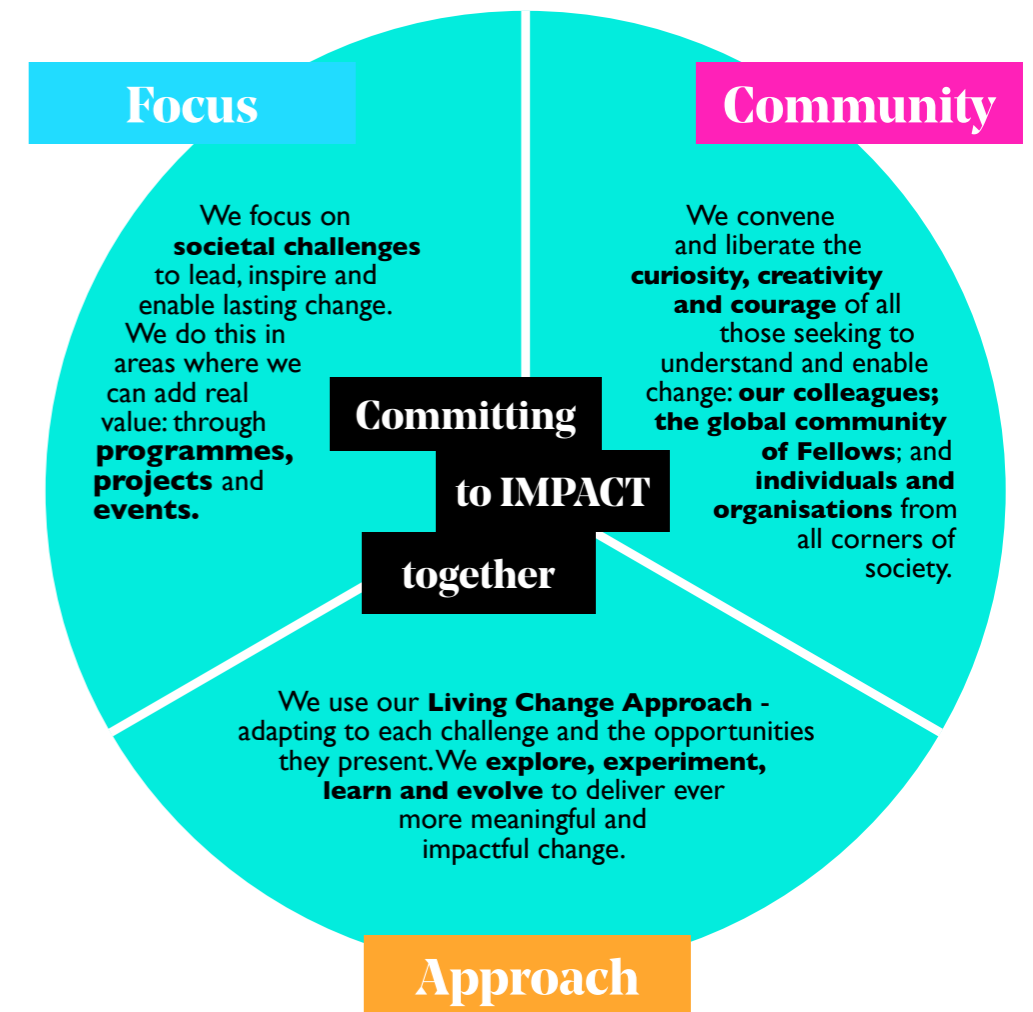 Focus
We focus on
societal challenges
to lead, inspire and
enable lasting change.
We do this in
areas where we
can add real
value: through
programmes,
projects and
events.
Community
We convene
and liberate the
curiosity, creativity
and courage of all
those seeking to
understand and enable
change: our colleagues;
the global community
of Fellows; and
individuals and
organisations from
all corners of
society.
Committing
to IMPACT
together
We use our Living Change Approach -
adapting to each challenge and the opportunities
they present. We explore, experiment,
learn and evolve to deliver ever
more meaningful and
impactful change.
Approach